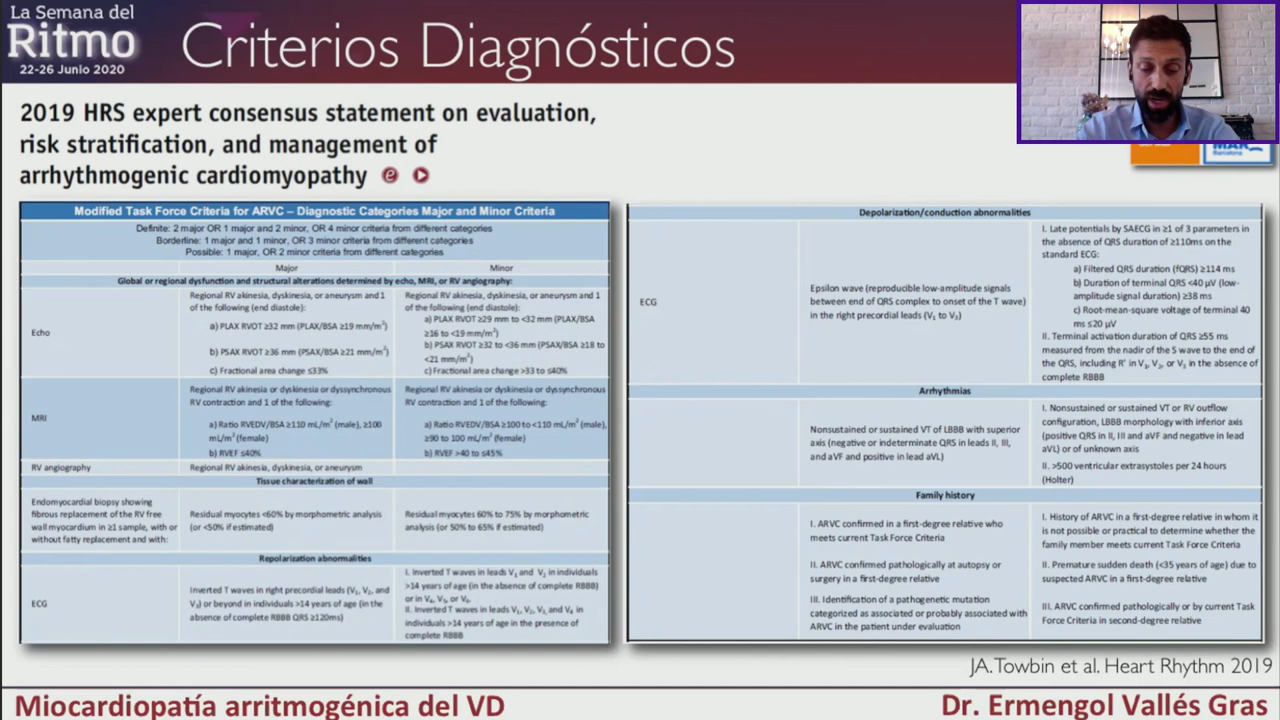 La Semana del
Ritmo
22-26 Junio 2020
Criterios Diagnósticos
2019 HRS expert consensus statement on evaluation,
risk stratification, and management of
arrhythmogenic cardiomyopathy
Modified Task Force Criteria for ARVC – Diagnostic Categories Major and Minor Criteria
Definite: 2 major OR 1 major and 2 minor, OR 4 minor criteria from different categories
Borderline: 1 major and 1 minor, OR 3 minor criteria from different categories
Possible: 1 major, OR 2 minor criteria from different categories
Major
Minor
Global or regional dysfunction and structural alterations determined by echo, MRI, or RV angiography:
Echo
Regional RV akinesia, dyskinesia, or aneurysm and 1
of the following (end diastole):
a) PLAX RVOT ≥32 mm (PLAX/BSA ≥19 mm/m²)
b) PSAX RVOT ≥36 mm (PSAX/BSA ≥21 mm/m²)
c) Fractional area change ≤33%
Regional RV akinesia, dyskinesia, or aneurysm and 1
of the following (end diastole):
a) PLAX RVOT ≥29 mm to <32 mm (PLAX/BSA
≥16 to <19 mm/m²)
b) PSAX RVOT ≥32 to <36 mm (PSAX/BSA ≥18 to
<21 mm/m²)
c) Fractional area change >33 to ≤40%
MRI
Regional RV akinesia or dyskinesia or dyssynchronous
RV contraction and 1 of the following:
a) Ratio RVEDV/BSA ≥110 mL/m² (male), ≥100
mL/m² (female)
b) RVEF ≤40%
Regional RV akinesia or dyskinesia or dyssynchronous
RV contraction and 1 of the following:
a) Ratio RVEDV/BSA ≥100 to <110 mL/m² (male),
≥90 to 100 mL/m² (female)
b) RVEF >40 to ≤45%
RV angiography
Regional RV akinesia, dyskinesia, or aneurysm
Tissue characterization of wall
Endomyocardial biopsy showing
fibrous replacement of the RV free
wall myocardium in ≥1 sample, with or
without fatty replacement and with:
Residual myocytes <60% by morphometric analysis
(or <50% if estimated)
Residual myocytes 60% to 75% by morphometric
analysis (or 50% to 65% if estimated)
Repolarization abnormalities
ECG
Inverted T waves in right precordial leads (V₁, V₂, and
V₃) or beyond in individuals >14 years of age (in the
absence of complete RBBB QRS ≥120ms)
I. Inverted T waves in leads V₁ and V₂ in individuals
>14 years of age (in the absence of complete RBBB)
or in V₄, V₅, or V₆.
II. Inverted T waves in leads V₁, V₂, V₃ and V₄ in
individuals >14 years of age in the presence of
complete RBBB
Depolarization/conduction abnormalities
ECG
Epsilon wave (reproducible low-amplitude signals
between end of QRS complex to onset of the T wave)
in the right precordial leads (V₁ to V₃)
I. Late potentials by SAECG in ≥1 of 3 parameters in
the absence of QRS duration of ≥110ms on the
standard ECG:
a) Filtered QRS duration (fQRS) ≥114 ms
b) Duration of terminal QRS <40 μV (low-
amplitude signal duration) ≥38 ms
c) Root-mean-square voltage of terminal 40
ms ≤20 μV
II. Terminal activation duration of QRS ≥55 ms
measured from the nadir of the S wave to the end of
the QRS, including R' in V₁, V₂, or V₃ in the absence of
complete RBBB
Arrhythmias
Nonsustained or sustained VT of LBBB with superior
axis (negative or indeterminate QRS in leads II, III,
and aVF and positive in lead aVL)
I. Nonsustained or sustained VT or RV outflow
configuration, LBBB morphology with inferior axis
(positive QRS in II, III and aVF and negative in lead
aVL) or of unknown axis
II. >500 ventricular extrasystoles per 24 hours
(Holter)
Family history
I. ARVC confirmed in a first-degree relative who
meets current Task Force Criteria
II. ARVC confirmed pathologically at autopsy or
surgery in a first-degree relative
III. Identification of a pathogenetic mutation
categorized as associated or probably associated with
ARVC in the patient under evaluation
I. History of ARVC in a first-degree relative in whom it
is not possible or practical to determine whether the
family member meets current Task Force Criteria
II. Premature sudden death (<35 years of age) due to
suspected ARVC in a first-degree relative
III. ARVC confirmed pathologically or by current Task
Force Criteria in second-degree relative
JA.Towbin et al. Heart Rhythm 2019
Miocardiopatía arritmogénica del VD
Dr. Ermengol Vallés Gras